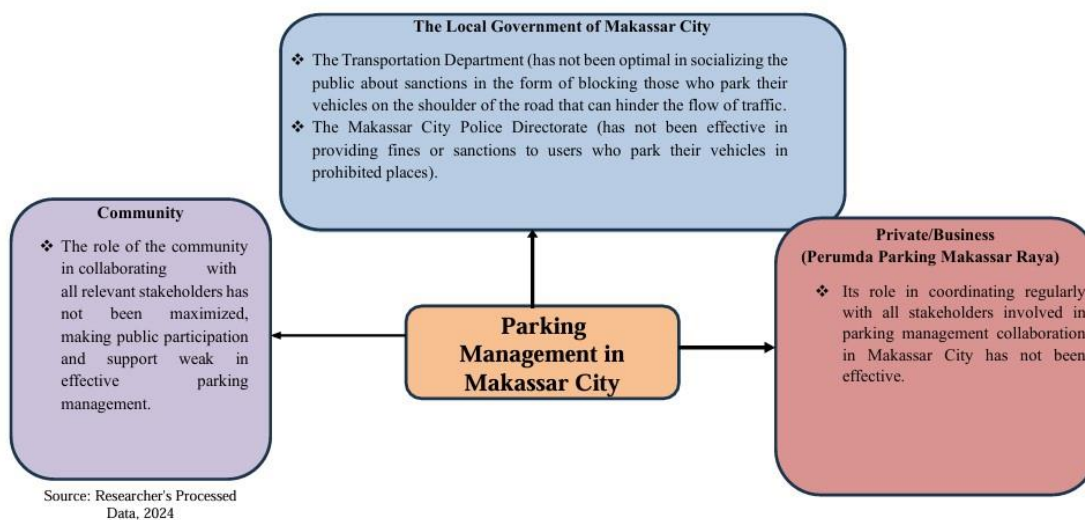 The Local Government of Makassar City
❖ The Transportation Department (has not been optimal in socializing the
public about sanctions in the form of blocking those who park their
vehicles on the shoulder of the road that can hinder the flow of traffic.
❖ The Makassar City Police Directorate (has not been effective in
providing fines or sanctions to users who park their vehicles in
prohibited places).
Community
❖ The role of the community
in collaborating with
all relevant stakeholders has
not been maximized,
making public participation
and support weak in
effective parking
management.
Private/Business
(Perumda Parking Makassar Raya)
❖ Its role in coordinating regularly
with all stakeholders involved in
parking management collaboration
in Makassar City has not been
effective.
Parking
Management in
Makassar City
Source: Researcher's Processed
Data, 2024